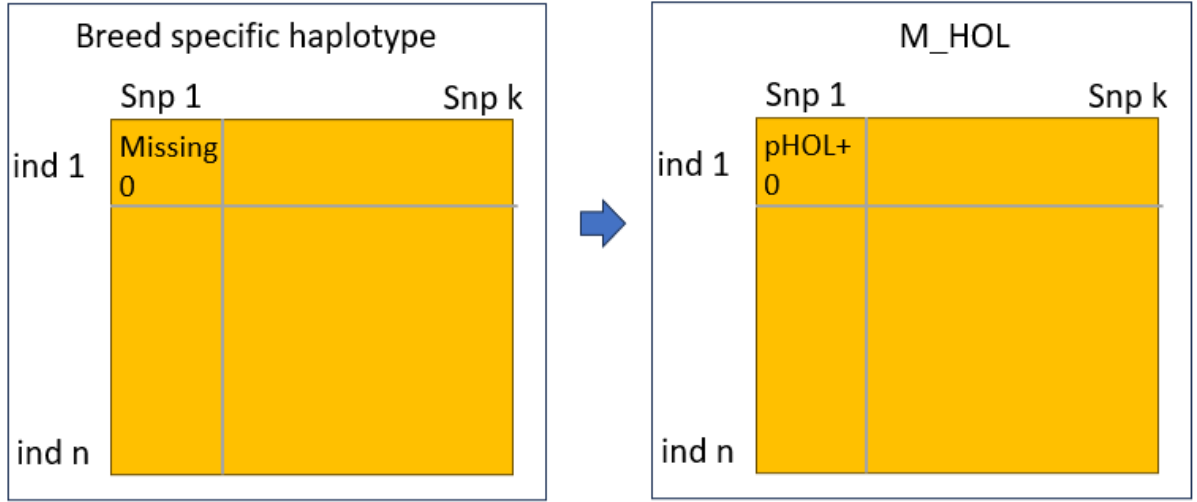 Breed specific haplotype
Snp 1 Snp k
ind 1
Missing
0
ind n
M_HOL
Snp 1 Snp k
ind 1
pHOL+
0
ind n